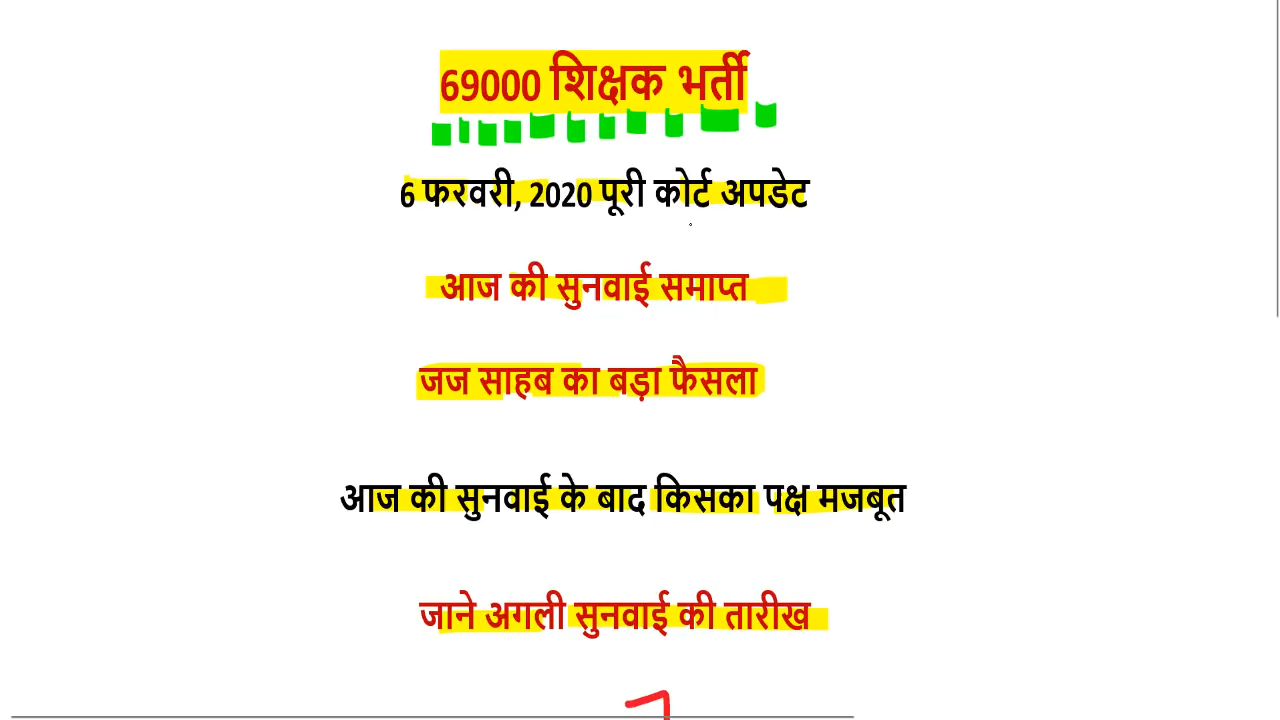 69000 शिक्षक भर्ती
6 फरवरी, 2020 पूरी कोर्ट अपडेट
आज की सुनवाई समाप्त
जज साहब का बड़ा फैसला
आज की सुनवाई के बाद किसका पक्ष मजबूत
जाने अगली सुनवाई की तारीख